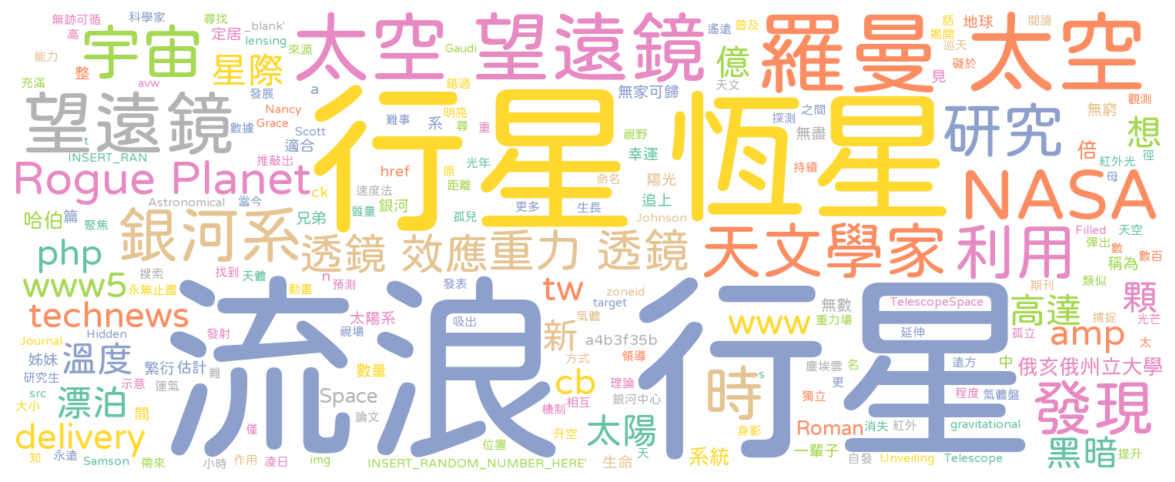 無跡可循 科學家 尋找 _blank' 太空 望遠鏡 遙遠 普及 話 地球 閱讀
高 宇宙 定居 lensing Gaudi 億 羅曼 太空 揭開 巡天
能力 整 星際 來源 見 礙於
充滿 avw 發展 a 錯過 無家可歸 天文 觀測
望遠鏡 Nancy 行星 恆星 明亮 之間 研究 無窮
t 數據 Grace Scott 難事 系 尋 重 視野 探測 無盡 倍 想
INSERT_RAN 推敲出 適合 光年 幸運 持續 紅外光 徑
Rogue Planet ck 速度法 href 原 命名 陽光 NASA 母
Astronomical 當今 質量 距離 追上
哈伯 篇 聚焦 銀河系 銀河 兄弟 孤兒 更多 生長 Johnson Filled 天空
php 透鏡 效應 重力 透鏡 天文學家 利用 彈出 數 數百
www5 搜索 找到 天體 n 預測 稱為 類似
永無止盡 動畫 發表 zoneid TelescopeSpace 期刊
technews 發射 太陽系 tw target 無數 高達 顆
Hidden 視場 吸出 新 氣體 www 重力場 延伸 孤立 捕捉 光芒
Journal 溫度 流浪 行星 a4b3f35b amp 太
姊妹 繁衍 估計 數量 方式 領導 塵埃雲 名 遠方 中 俄亥俄州立大學
研究生 示意 難 cb 理論 銀河中心 時 s 更
src 漂泊 運氣 Space 機制 相互 獨立 程度 氣體盤 發現
大小 間 論文 太陽 身影 Roman 消失 紅外 gravitational
delivery 僅 位置 升空 天 一輩子 黑暗 提升
知 永遠 Samson 帶來 小時 作用 凌日 img INSERT_RANDOM_NUMBER_HERE' 生命 系統 自發 Unveiling Telescope